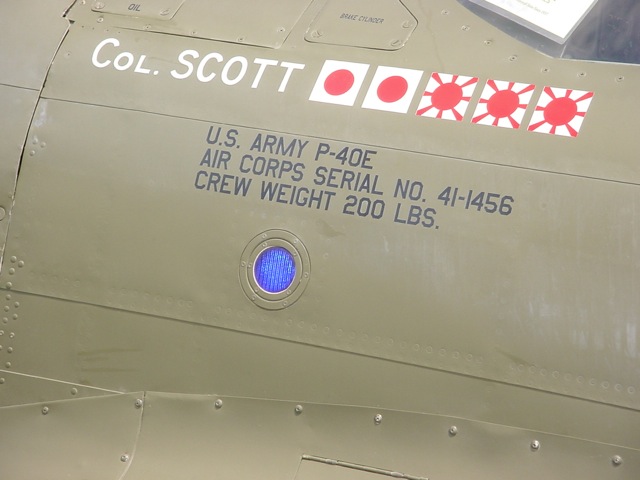 OIL
BRAKE CYLINDER
COL. SCOTT
U.S. ARMY P-40E
AIR CORPS SERIAL NO. 41-1456
CREW WEIGHT 200 LBS.